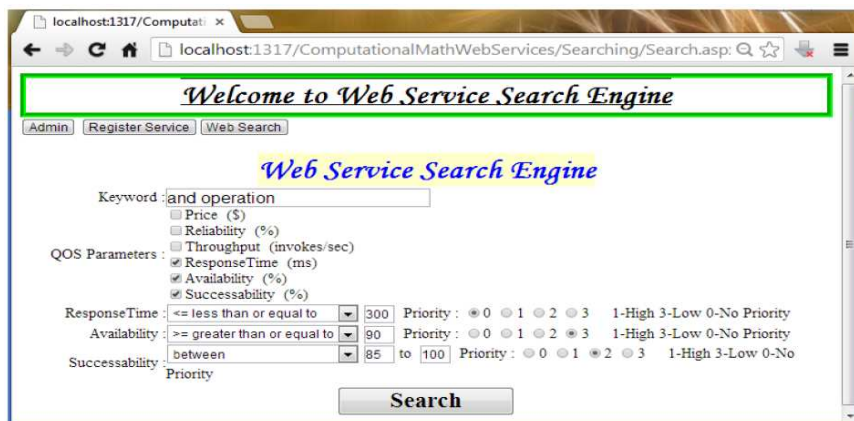 localhost:1317/Computati ×
localhost:1317/ComputationalMathWebServices/Searching/Search.asp:
Welcome to Web Service Search Engine
Admin Register Service Web Search
Web Service Search Engine
Keyword : and operation
Price ($)
Reliability (%)
Throughput (invokes/sec)
QOS Parameters :
ResponseTime (ms)
Availability (%)
Successability (%)
ResponseTime : <= less than or equal to 300 Priority : 0 1 2 3 1-High 3-Low 0-No Priority
Availability : >= greater than or equal to 90 Priority : 0 1 2 3 1-High 3-Low 0-No Priority
Successability : between 85 to 100 Priority : 0 1 2 3 1-High 3-Low 0-No
Priority
Search